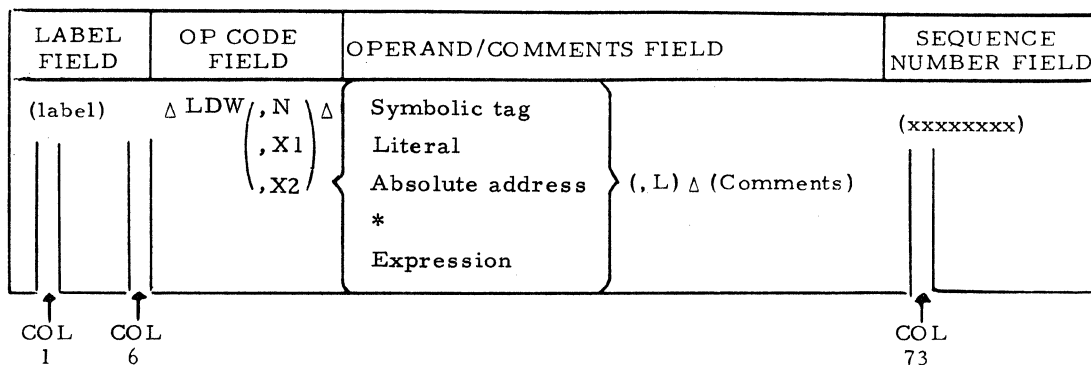 LABEL FIELD
OP CODE FIELD
OPERAND/COMMENTS FIELD
SEQUENCE NUMBER FIELD
(label) Δ LDW (, N Δ Symbolic tag
, X1 Literal
, X2) Absolute address (, L) Δ (Comments)
*
Expression
(xxxxxxxx)
COL 1
COL 6
COL 73